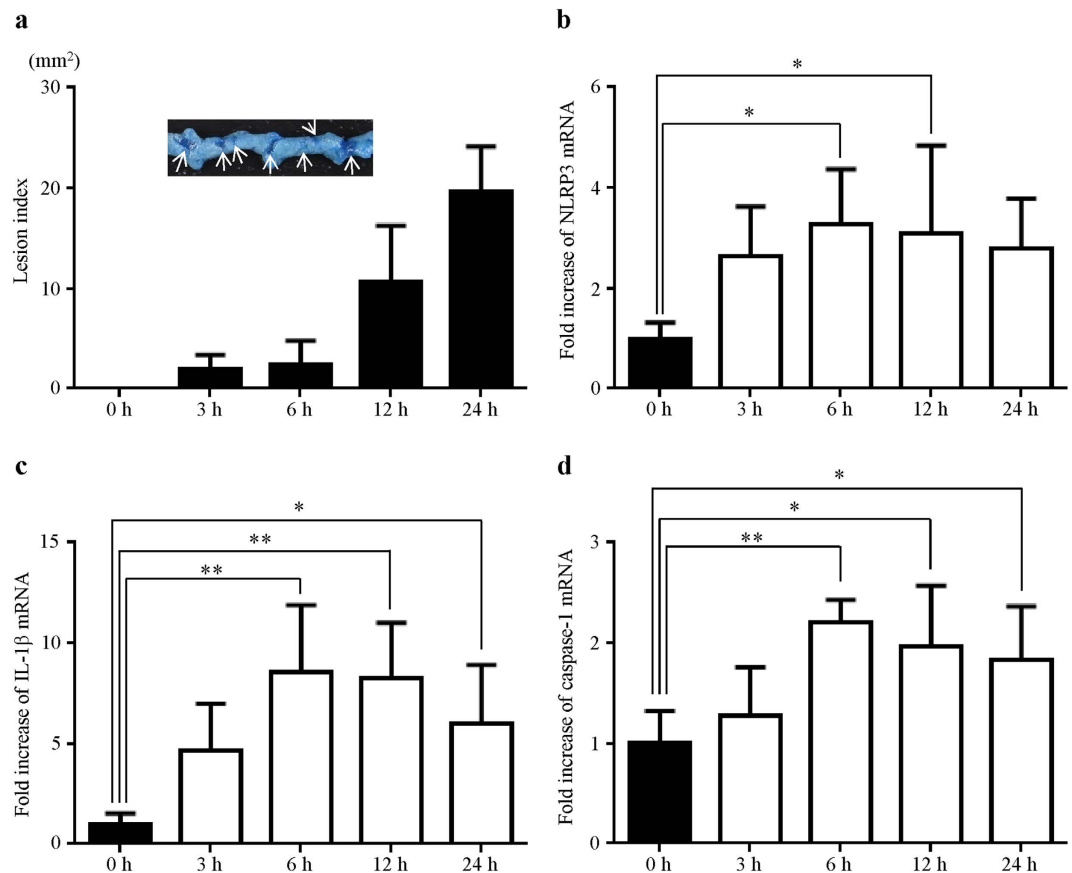 a
(mm²)
Lesion index
30
20
10
0
0 h 3 h 6 h 12 h 24 h
b
Fold increase of NLRP3 mRNA
6
4
2
0
*
*
0 h 3 h 6 h 12 h 24 h
c
Fold increase of IL-1β mRNA
15
10
5
0
*
**
**
0 h 3 h 6 h 12 h 24 h
d
Fold increase of caspase-1 mRNA
3
2
1
0
*
*
**
0 h 3 h 6 h 12 h 24 h